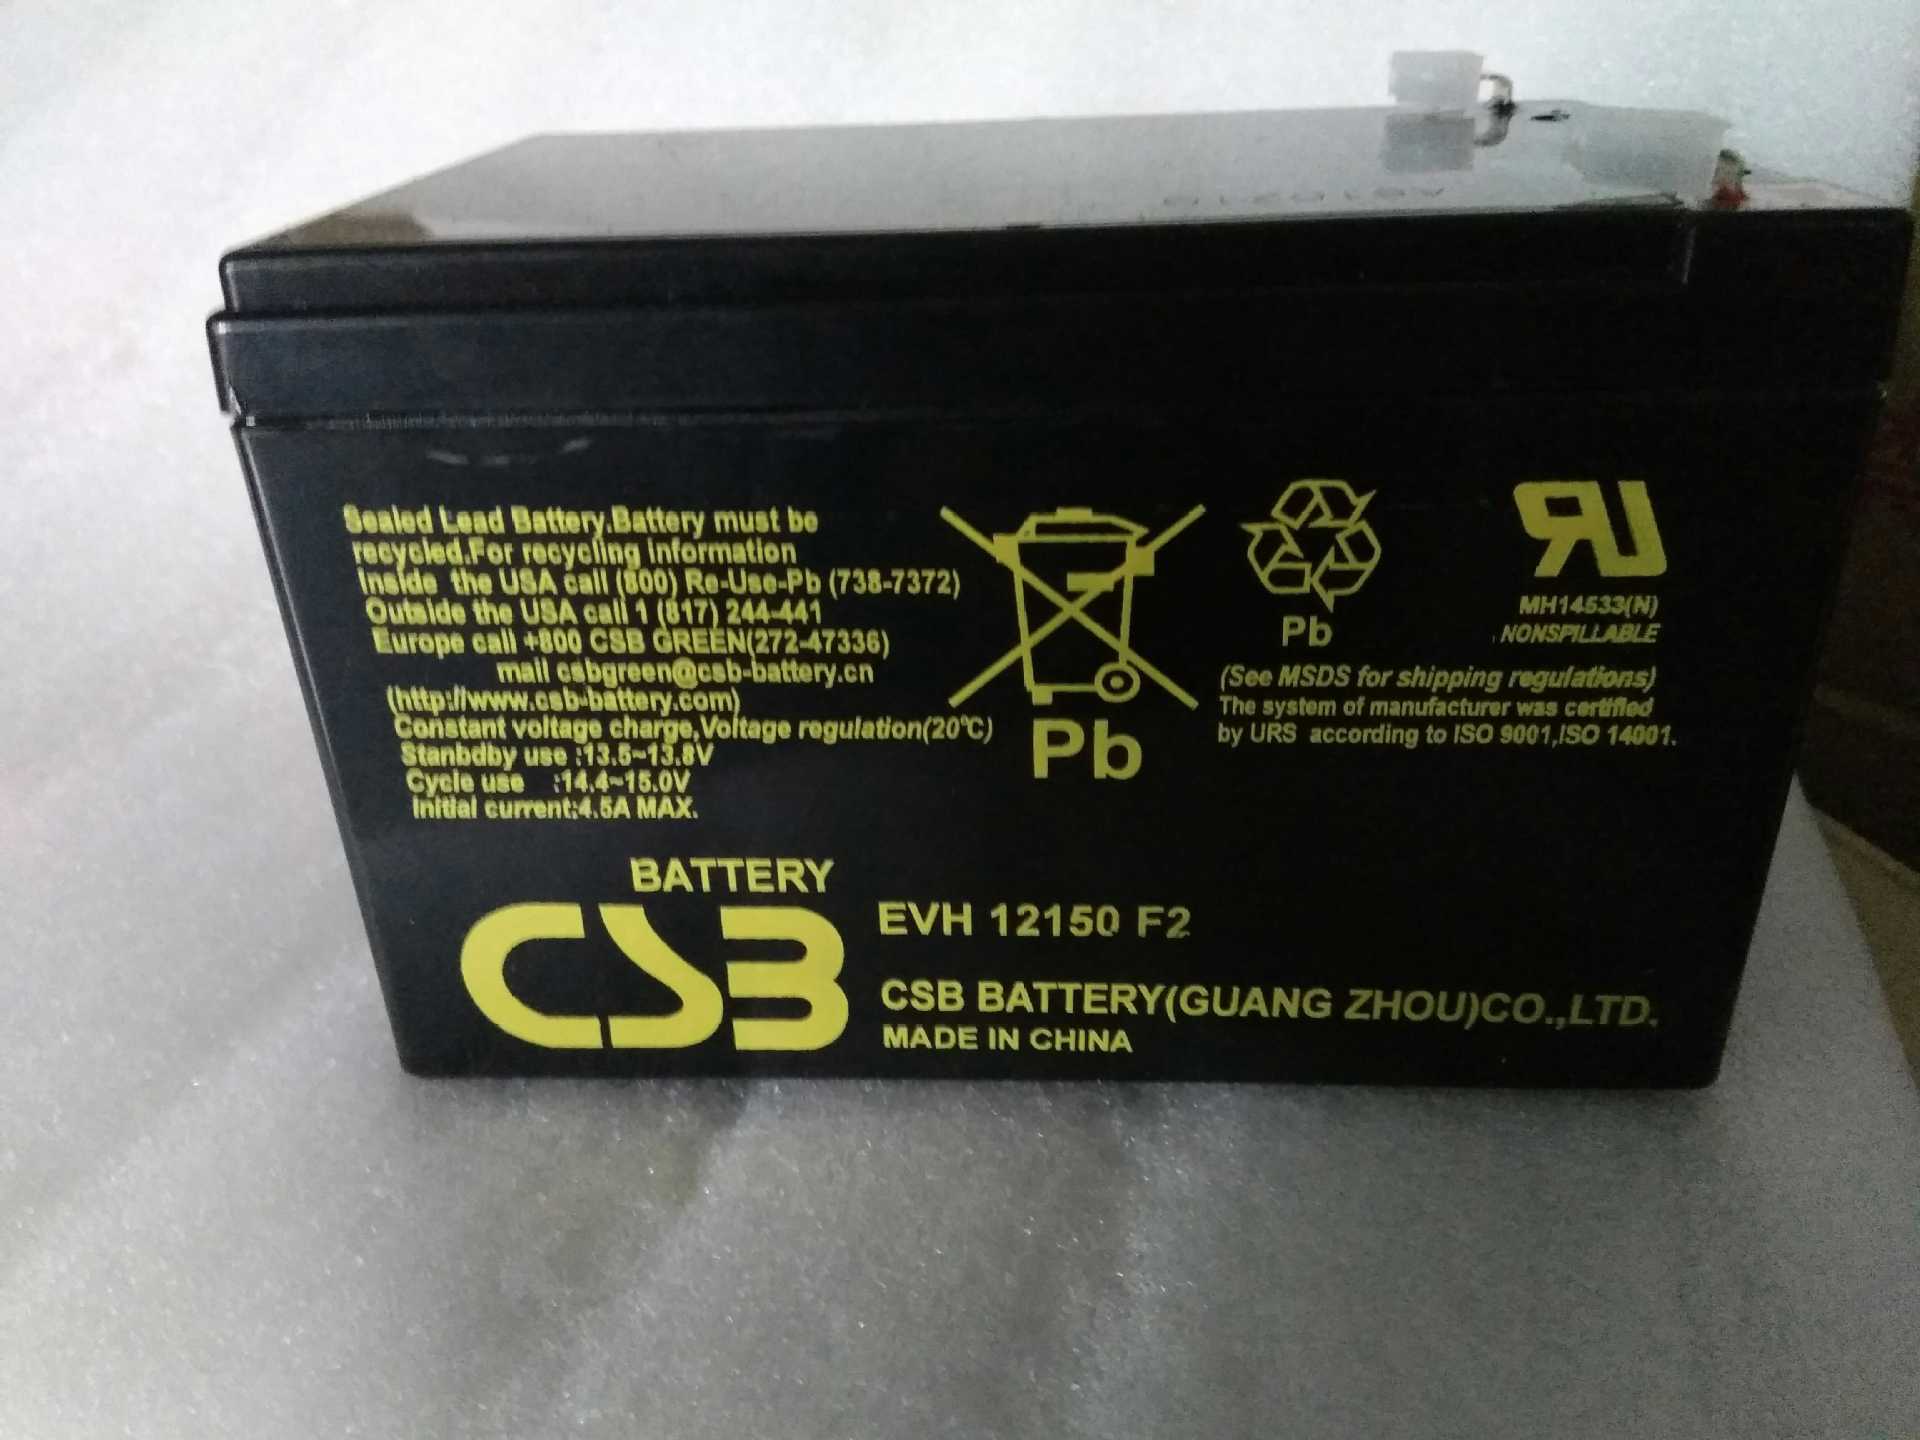 Sealed Lead Battery.Battery must be
recycled.For recycling information
Inside the USA call (800) Re-Use-Pb (738-7372)
Outside the USA call 1 (817) 244-441
Europe call +800 CSB GREEN(272-47336)
mail csbgreen@csb-battery.cn
(http://www.csb-battery.com)
Constant voltage charge,Voltage regulation(20℃)
Stanbdby use :13.5~13.8V
Cycle use :14.4~15.0V
Initial current:4.5A MAX.
Pb
Pb
RU
MH14533(N)
NONSPILLABLE
(See MSDS for shipping regulations)
The system of manufacturer was certified
by URS according to ISO 9001,ISO 14001.
BATTERY
CSB
EVH 12150 F2
CSB BATTERY(GUANG ZHOU)CO.,LTD.
MADE IN CHINA